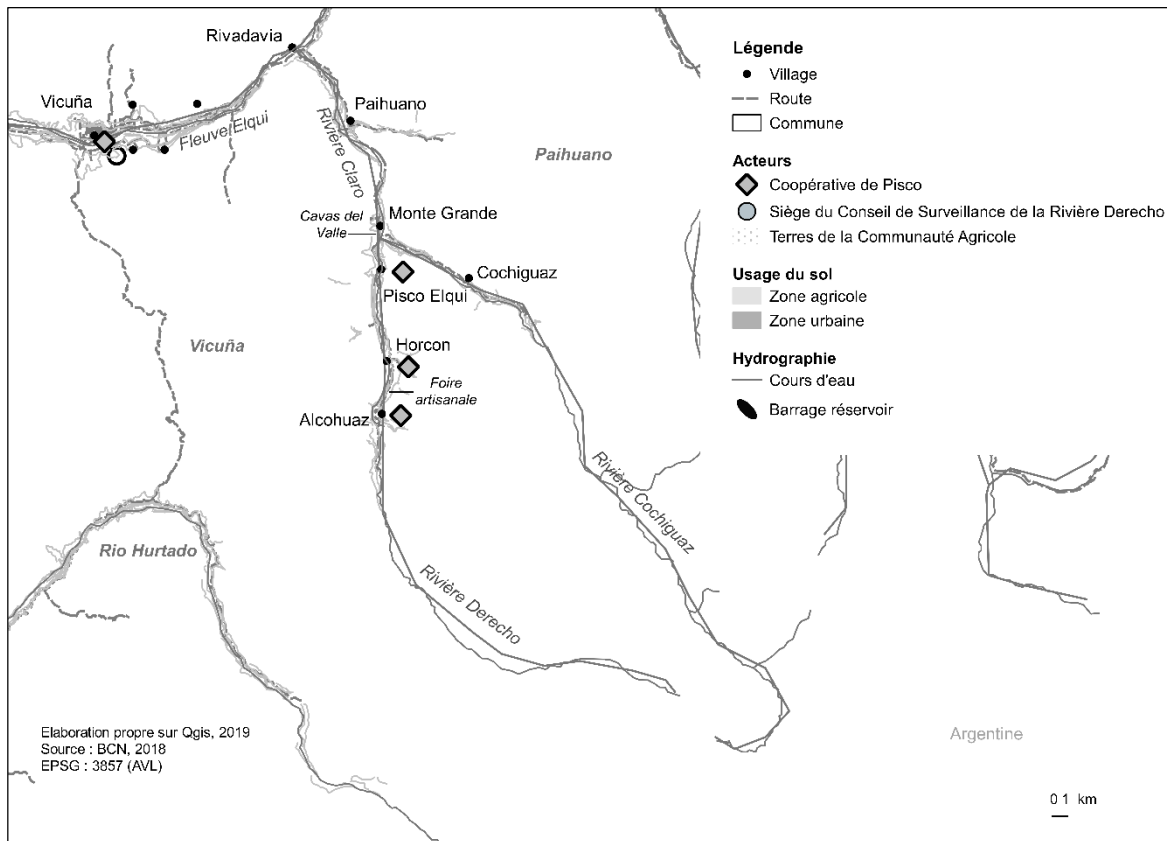 Rivadavia
Vicuña
Fleuve Elqui
Paihuano
Rivière Claro
Paihuano
Cavas del
Valle
Monte Grande
Cochiguaz
Pisco Elqui
Vicuña
Horcon
Foire
artisanale
Alcohuaz
Rivière Cochiguaz
Rio Hurtado
Rivière Derecho
Elaboration propre sur Qgis, 2019
Source : BCN, 2018
EPSG : 3857 (AVL)
Argentine
0 1 km
Légende
Village
Route
Commune
Acteurs
Coopérative de Pisco
Siège du Conseil de Surveillance de la Rivière Derecho
Terres de la Communauté Agricole
Usage du sol
Zone agricole
Zone urbaine
Hydrographie
Cours d'eau
Barrage réservoir